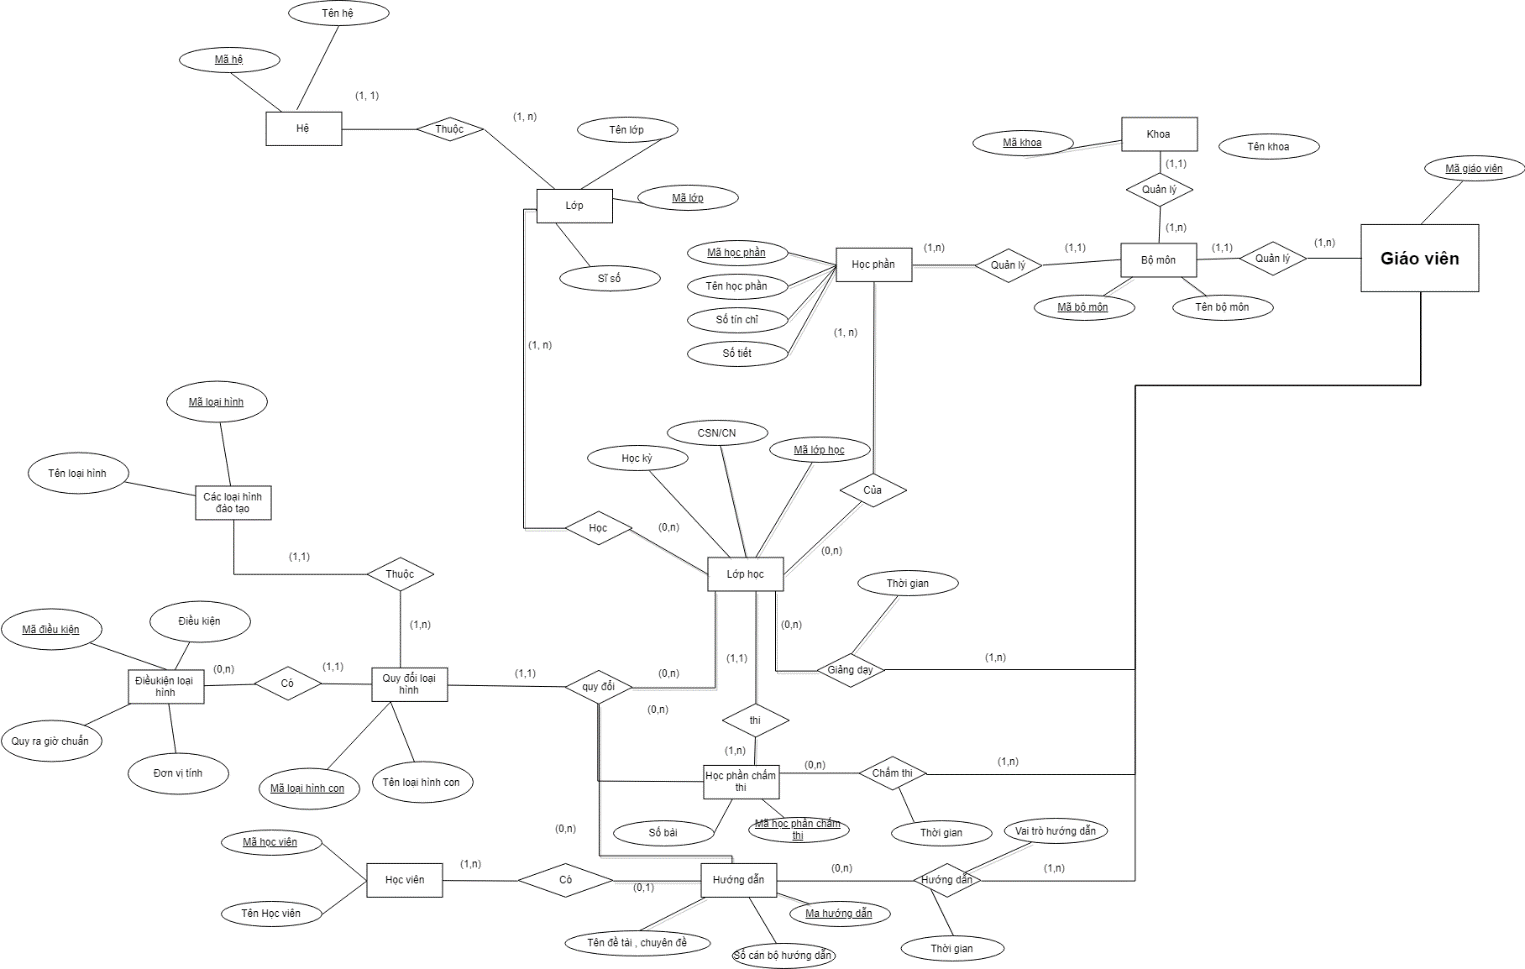 Tên hệ
Mã hệ
(1, 1)
(1, n)
Hệ
Thuộc
Tên lớp
Khoa
Mã khoa
Tên khoa
(1,1)
Mã giáo viên
Lớp
Mã lớp
Quản lý
(1,n)
Sĩ số
Mã học phần
Học phần
(1,n)
Quản lý
(1,1)
Bộ môn
(1,1)
Quản lý
(1,n)
Giáo viên
Tên học phần
Mã bộ môn
Tên bộ môn
Số tín chỉ
(1, n)
Số tiết
(1, n)
Mã loại hình
CSN/CN
Học kỳ
Mã lớp học
Tên loại hình
Các loại hình
đào tạo
Của
Học
(0,n)
(0,n)
(1,1)
Thuộc
Lớp học
Thời gian
Mã điều kiện
Điều kiện
(1,n)
(0,n)
(0,n)
(1,1)
(1,1)
(0,n)
(1,1)
(1,n)
Điềukiện loại
hình
Có
Quy đổi loại
hình
quy đổi
Giảng dạy
(0,n)
thi
Quy ra giờ chuẩn
(1,n)
Đơn vị tính
Mã loại hình con
Tên loại hình con
Học phần chấm
thi
(0,n)
Chấm thi
(1,n)
Số bài
Mã học phần chấm
thi
Thời gian
Vai trò hướng dẫn
(0,n)
Mã học viên
(1,n)
(0,n)
(1,n)
Học viên
Có
(0,1)
Hướng dẫn
Hướng dẫn
Tên Học viên
Ma hướng dẫn
Tên đề tài , chuyên đề
Số cán bộ hướng dẫn
Thời gian